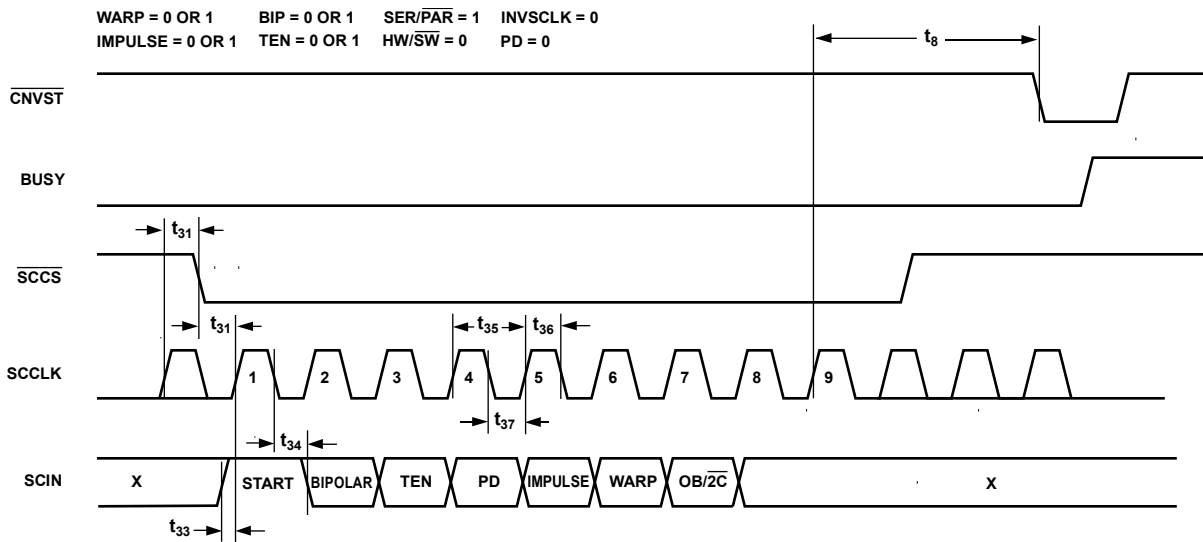 WARP = 0 OR 1 BIP = 0 OR 1 SER/PAR = 1 INVSCLK = 0
IMPULSE = 0 OR 1 TEN = 0 OR 1 HW/SW = 0 PD = 0
t8
CNVST
BUSY
t31
SCCS
t31
t35
t36
SCCLK
1 2 3 4 5 6 7 8 9
t37
t34
SCIN
X START BIPOLAR TEN PD IMPULSE WARP OB/2C X
t33